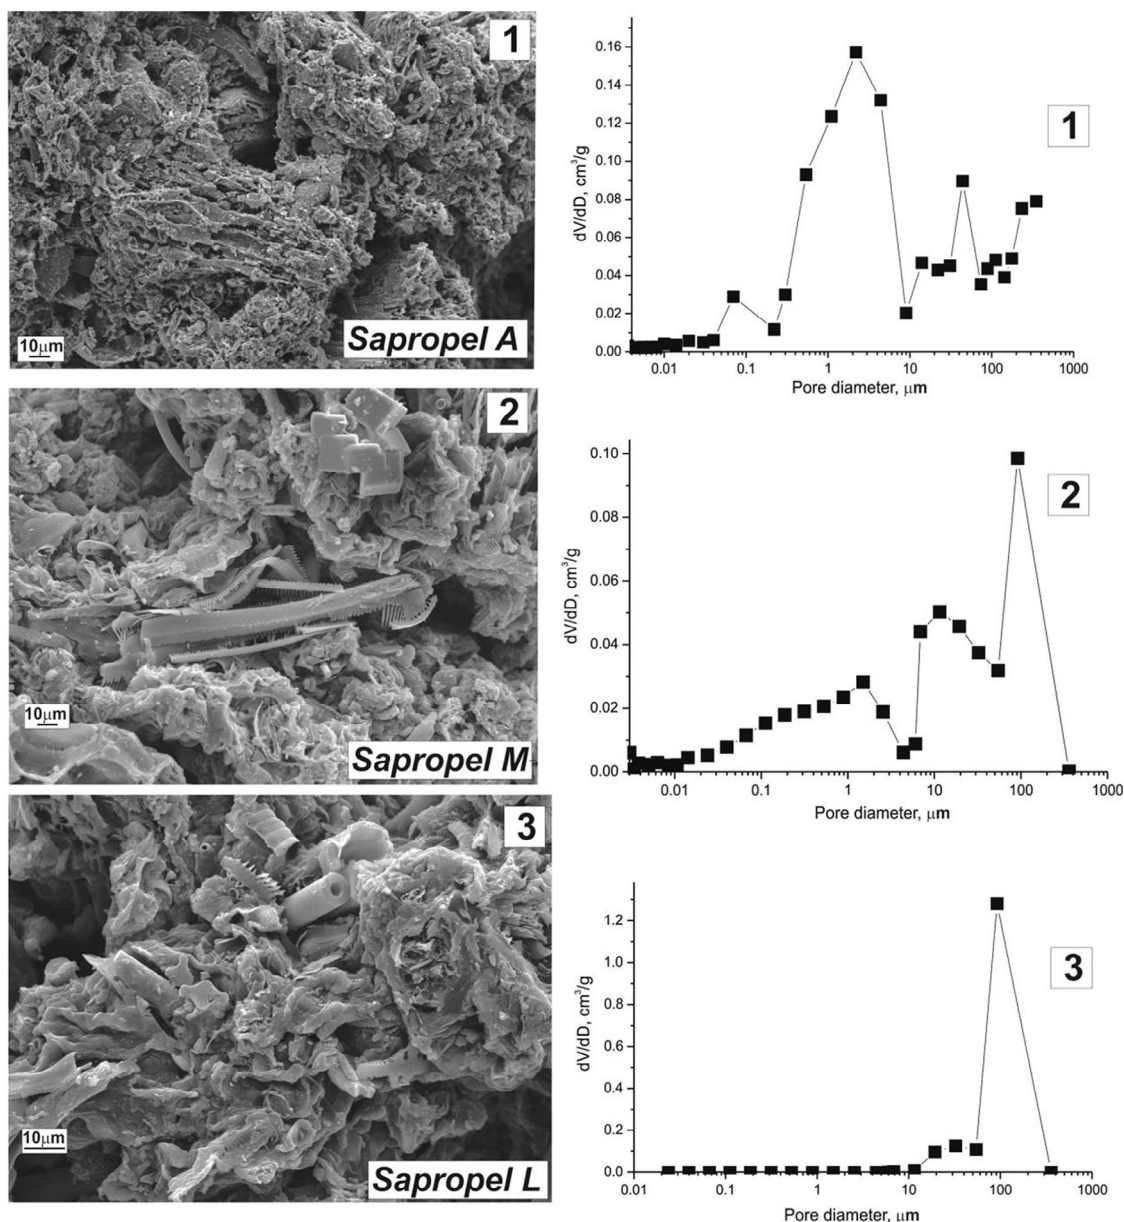 1
10μm
Sapropel A
dV/dD, cm³/g
0.16
0.14
0.12
0.10
0.08
0.06
0.04
0.02
0.00
0.01 0.1 1 10 100 1000
Pore diameter, μm
1
2
10μm
Sapropel M
dV/dD, cm³/g
0.10
0.08
0.06
0.04
0.02
0.00
0.01 0.1 1 10 100 1000
Pore diameter, μm
2
3
10μm
Sapropel L
dV/dD, cm³/g
1.2
1.0
0.8
0.6
0.4
0.2
0.0
0.01 0.1 1 10 100 1000
Pore diameter, μm
3